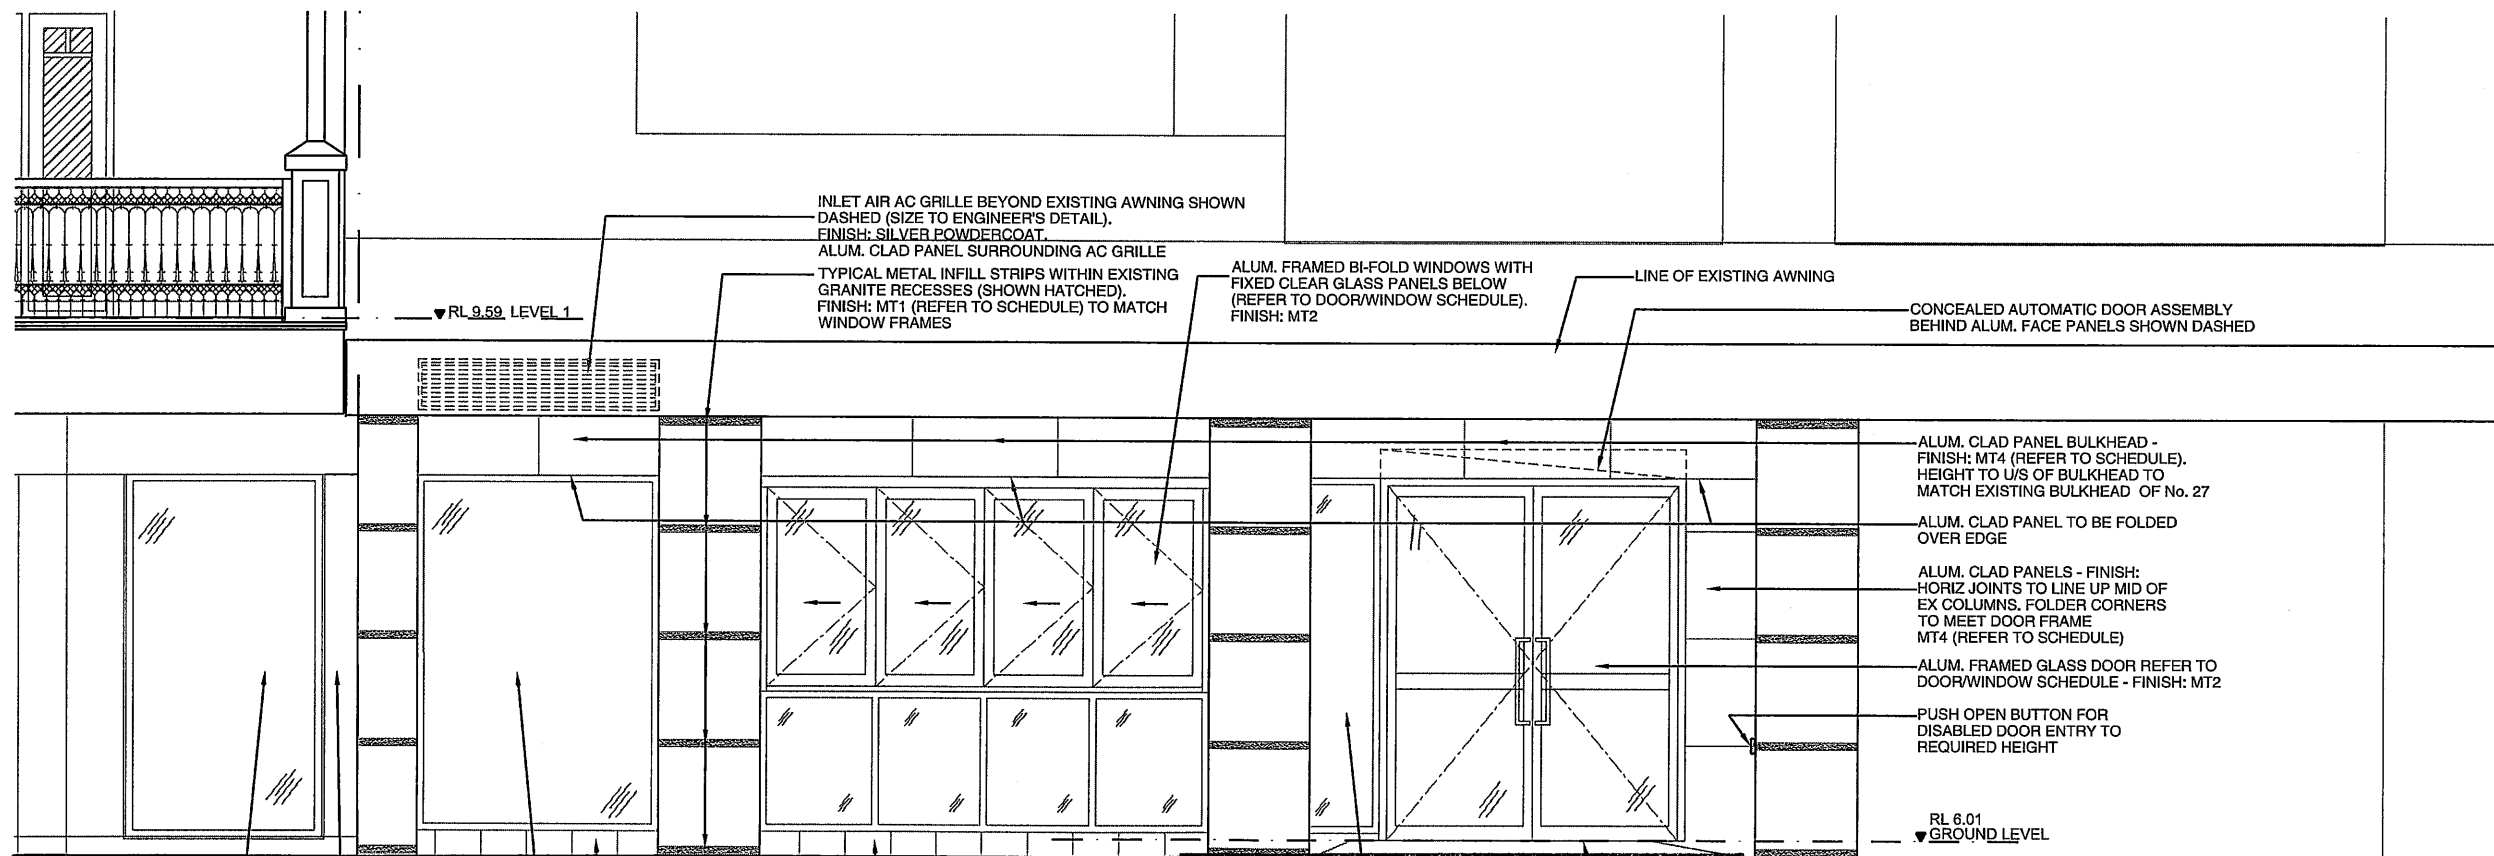 INLET AIR AC GRILLE BEYOND EXISTING AWNING SHOWN
DASHED (SIZE TO ENGINEER'S DETAIL).
FINISH: SILVER POWDERCOAT.
ALUM. CLAD PANEL SURROUNDING AC GRILLE
TYPICAL METAL INFILL STRIPS WITHIN EXISTING
GRANITE RECESSES (SHOWN HATCHED).
FINISH: MT1 (REFER TO SCHEDULE) TO MATCH
WINDOW FRAMES
ALUM. FRAMED BI-FOLD WINDOWS WITH
FIXED CLEAR GLASS PANELS BELOW
(REFER TO DOOR/WINDOW SCHEDULE).
FINISH: MT2
LINE OF EXISTING AWNING
CONCEALED AUTOMATIC DOOR ASSEMBLY
BEHIND ALUM. FACE PANELS SHOWN DASHED
RL 9.59 LEVEL 1
ALUM. CLAD PANEL BULKHEAD -
FINISH: MT4 (REFER TO SCHEDULE).
HEIGHT TO U/S OF BULKHEAD TO
MATCH EXISTING BULKHEAD OF No. 27
ALUM. CLAD PANEL TO BE FOLDED
OVER EDGE
ALUM. CLAD PANELS - FINISH:
HORIZ JOINTS TO LINE UP MID OF
EX COLUMNS. FOLDER CORNERS
TO MEET DOOR FRAME
MT4 (REFER TO SCHEDULE)
ALUM. FRAMED GLASS DOOR REFER TO
DOOR/WINDOW SCHEDULE - FINISH: MT2
PUSH OPEN BUTTON FOR
DISABLED DOOR ENTRY TO
REQUIRED HEIGHT
RL 6.01
GROUND LEVEL